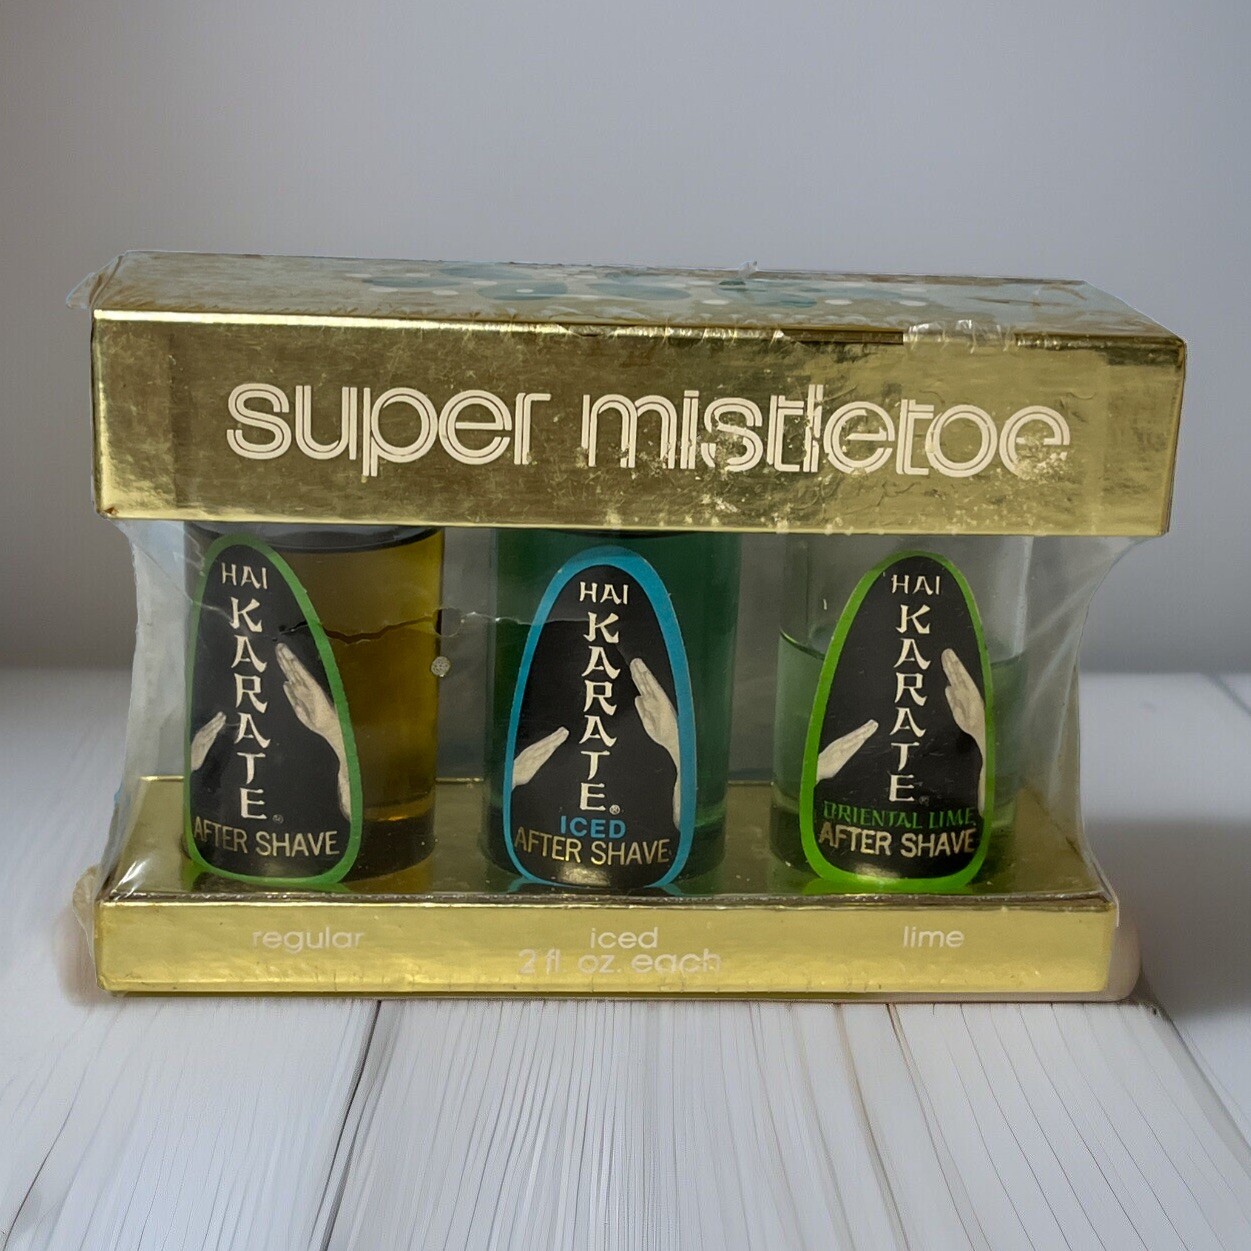 super mistletoe
HAI
KARATE
AFTER SHAVE
HAI
KARATE®
ICED
AFTER SHAVE
HAI
KARATE
ORIENTAL LIME
AFTER SHAVE
regular
iced
lime
2 fl oz. each